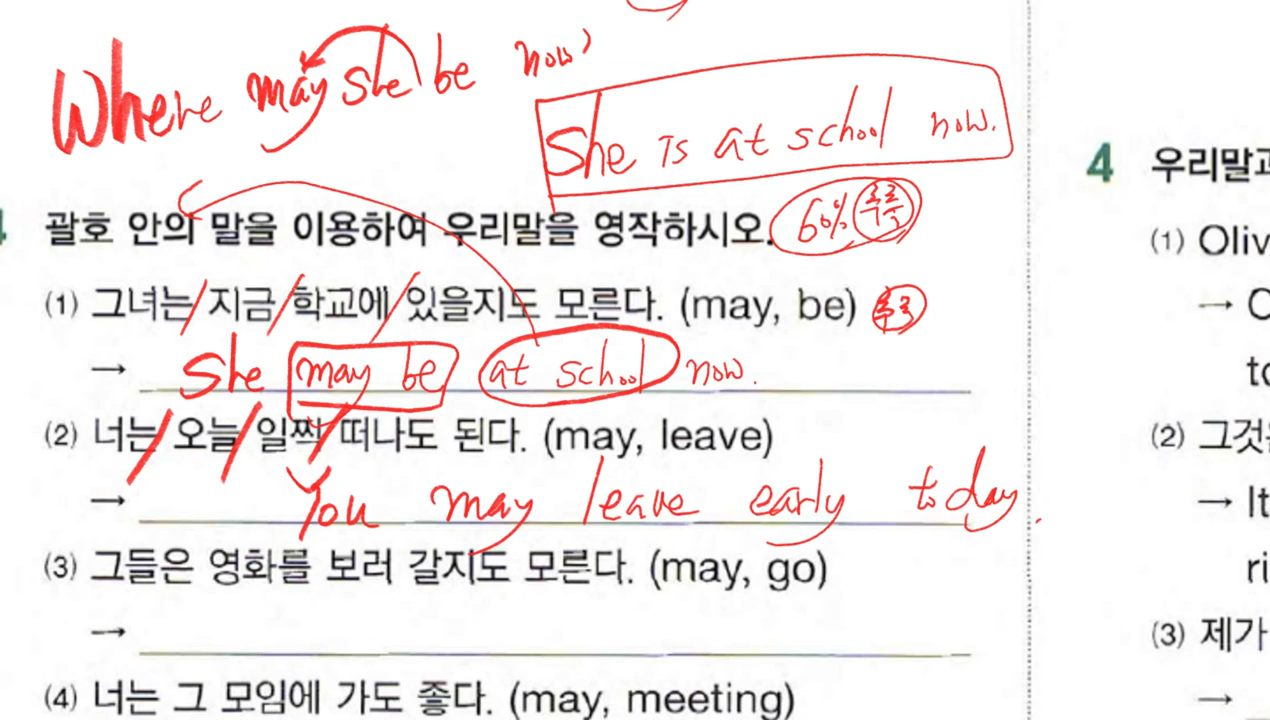 Where may she be now?
She is at school now.
괄호 안의 말을 이용하여 우리말을 영작하시오. 60%
(1) 그녀는/지금/학교에/있을지도 모른다. (may, be)
→ She may be at school now.
(2) 너는/오늘/일찍/떠나도 된다. (may, leave)
→ You may leave early today.
(3) 그들은 영화를 보러 갈지도 모른다. (may, go)
→
(4) 너는 그 모임에 가도 좋다. (may, meeting)
4 우리말과
(1) Oliv
→ O
to
(2) 그것은
→ It
ri
(3) 제가
→